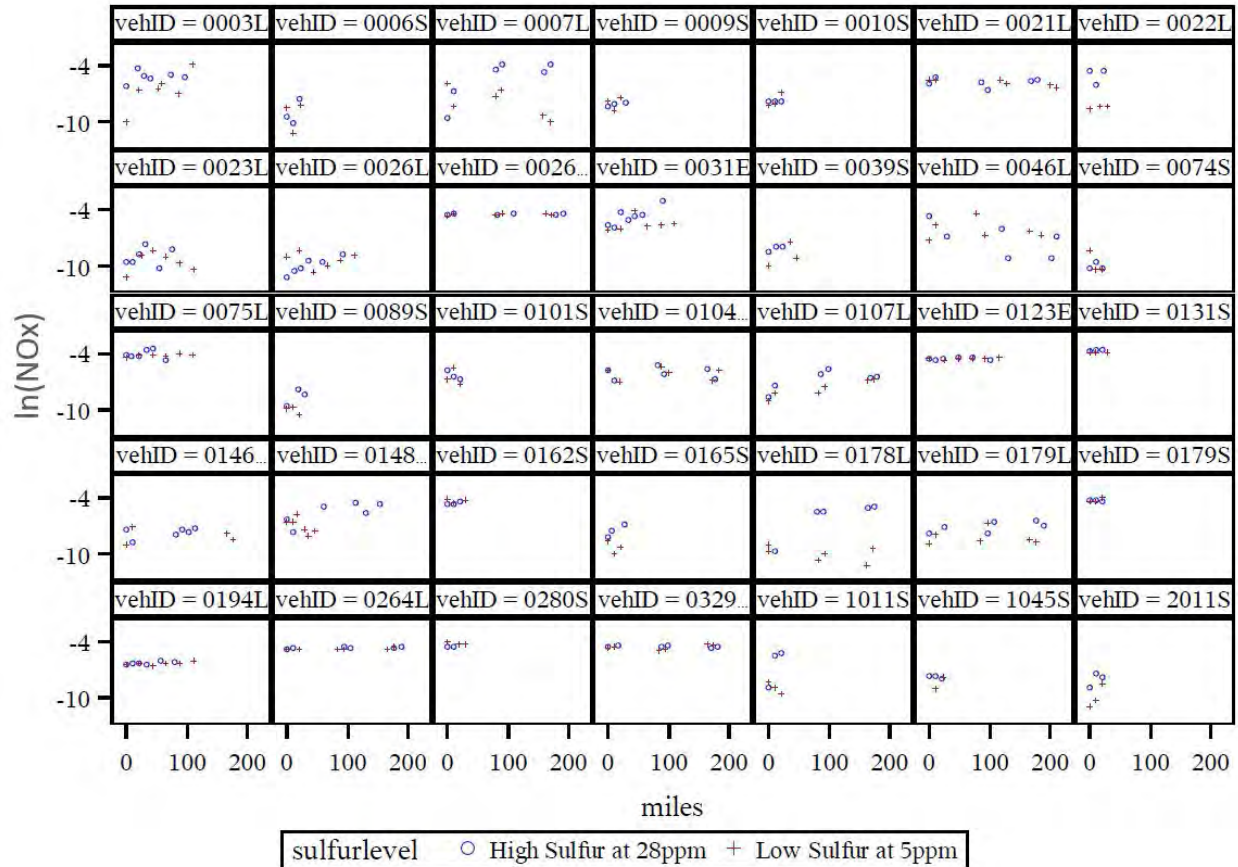 vehID = 0003L vehID = 0006S vehID = 0007L vehID = 0009S vehID = 0010S vehID = 0021L vehID = 0022L
-4
-10
vehID = 0023L vehID = 0026L vehID = 0026... vehID = 0031E vehID = 0039S vehID = 0046L vehID = 0074S
-4
-10
vehID = 0075L vehID = 0089S vehID = 0101S vehID = 0104... vehID = 0107L vehID = 0123E vehID = 0131S
ln(NOx)
-4
-10
vehID = 0146... vehID = 0148... vehID = 0162S vehID = 0165S vehID = 0178L vehID = 0179L vehID = 0179S
-4
-10
vehID = 0194L vehID = 0264L vehID = 0280S vehID = 0329... vehID = 1011S vehID = 1045S vehID = 2011S
-4
-10
0 100 200 0 100 200 0 100 200 0 100 200 0 100 200 0 100 200 0 100 200
miles
sulfurlevel High Sulfur at 28ppm Low Sulfur at 5ppm